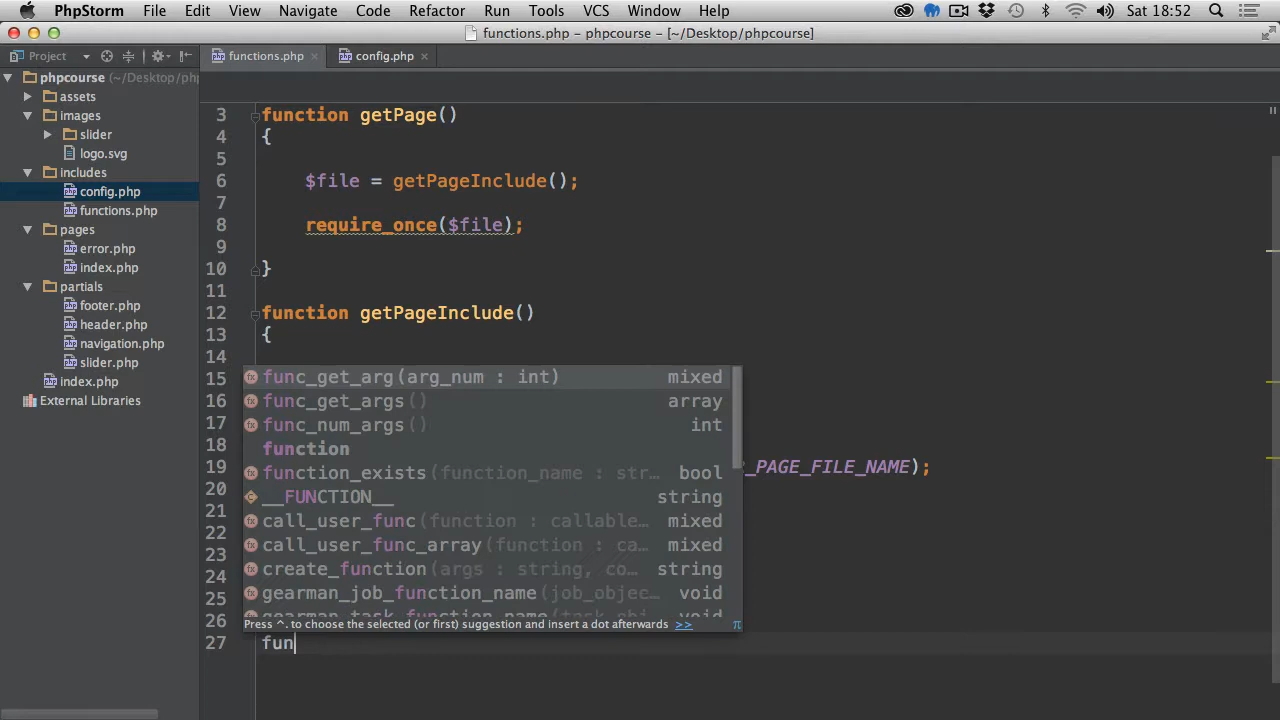 PhpStorm File Edit View Navigate Code Refactor Run Tools VCS Window Help Sat 18:52
functions.php – phpcourse – [~/Desktop/phpcourse]
Project functions.php config.php
phpcourse (~/Desktop/php
assets
images
slider
logo.svg
includes
config.php
functions.php
pages
error.php
index.php
partials
footer.php
header.php
navigation.php
slider.php
index.php
External Libraries
3 function getPage()
4 {
5
6 $file = getPageInclude();
7
8 require_once($file);
9
10 }
11
12 function getPageInclude()
13 {
14
15
16
17
18
19 _PAGE_FILE_NAME);
20
21
22
23
24
25
26
27 fun
func_get_arg(arg_num : int) mixed
func_get_args() array
func_num_args() int
function
function_exists(function_name : str… bool
__FUNCTION__ string
call_user_func(function : callable… mixed
call_user_func_array(function : ca… mixed
create_function(args : string, co… string
gearman_job_function_name(job_objec… void
gearman_task_function_name(task_obj… void
Press ^. to choose the selected (or first) suggestion and insert a dot afterwards >> π